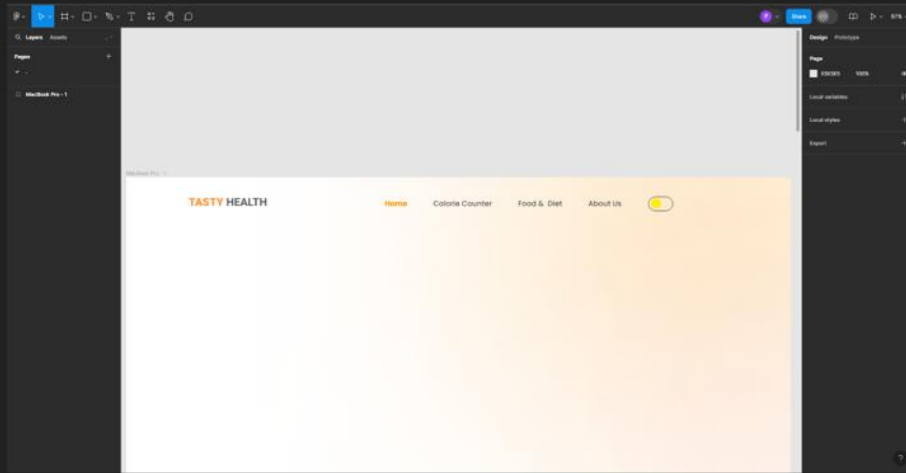 Share
97%
Layers Assets
Design Prototype
Pages
Page
100%
MacBook Pro - 1
Local variables
Local styles
Export
MacBook Pro - 1
TASTY HEALTH
Home Calorie Counter Food & Diet About Us
?